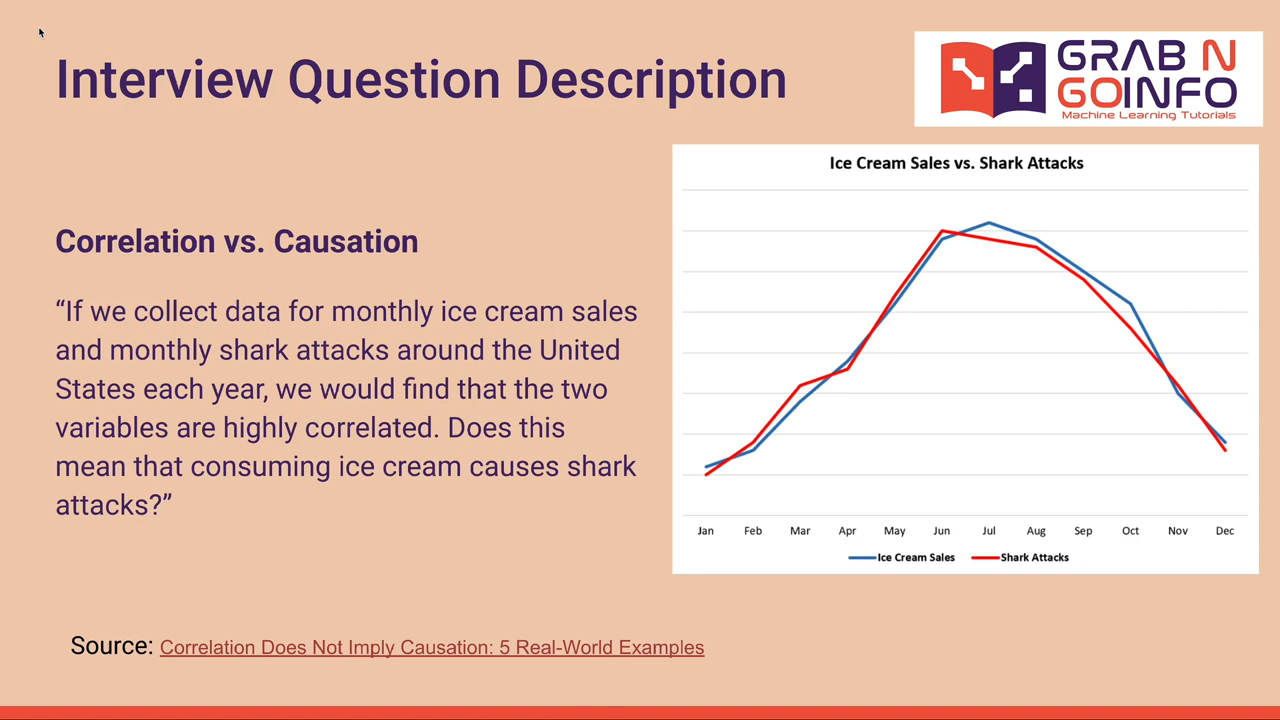 Interview Question Description
GRAB N
GOINFO
Machine Learning Tutorials
Correlation vs. Causation
“If we collect data for monthly ice cream sales
and monthly shark attacks around the United
States each year, we would find that the two
variables are highly correlated. Does this
mean that consuming ice cream causes shark
attacks?”
Ice Cream Sales vs. Shark Attacks
Jan Feb Mar Apr May Jun Jul Aug Sep Oct Nov Dec
Ice Cream Sales Shark Attacks
Source: Correlation Does Not Imply Causation: 5 Real-World Examples